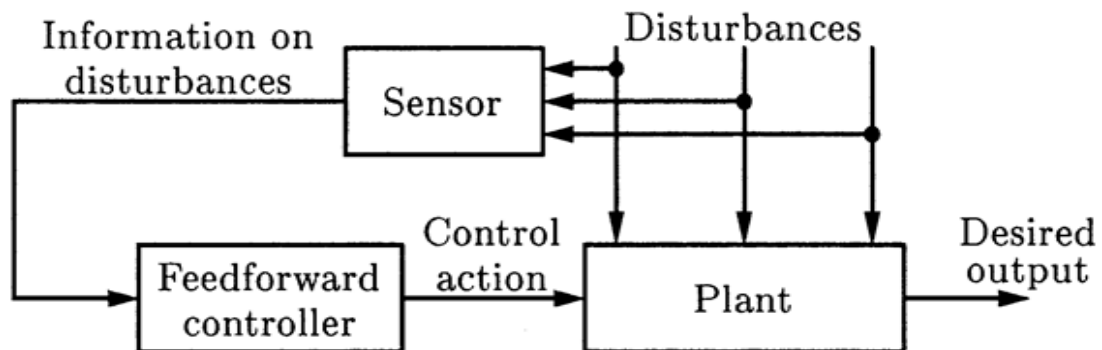 Information on
disturbances
Disturbances
Sensor
Feedforward
controller
Control
action
Plant
Desired
output